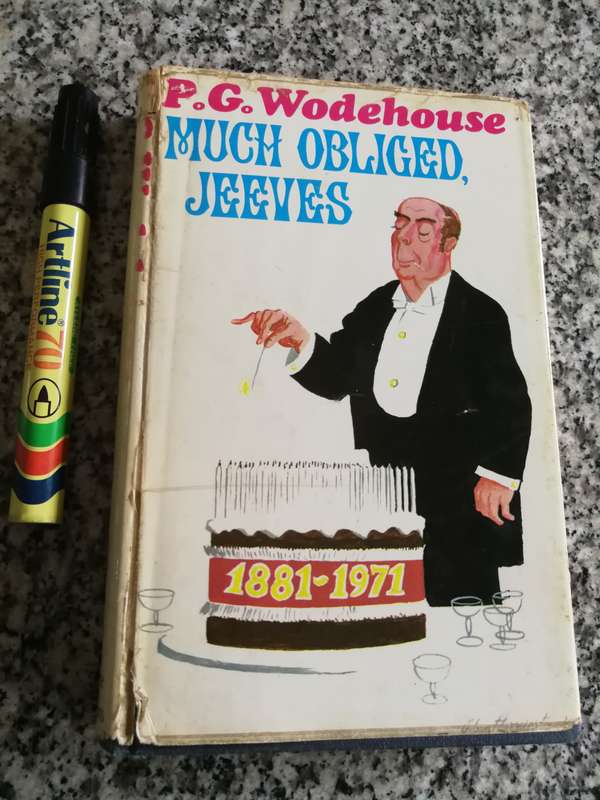 P.G. Wodehouse
MUCH OBLIGED,
JEEVES
1881-1971
Artline® 70